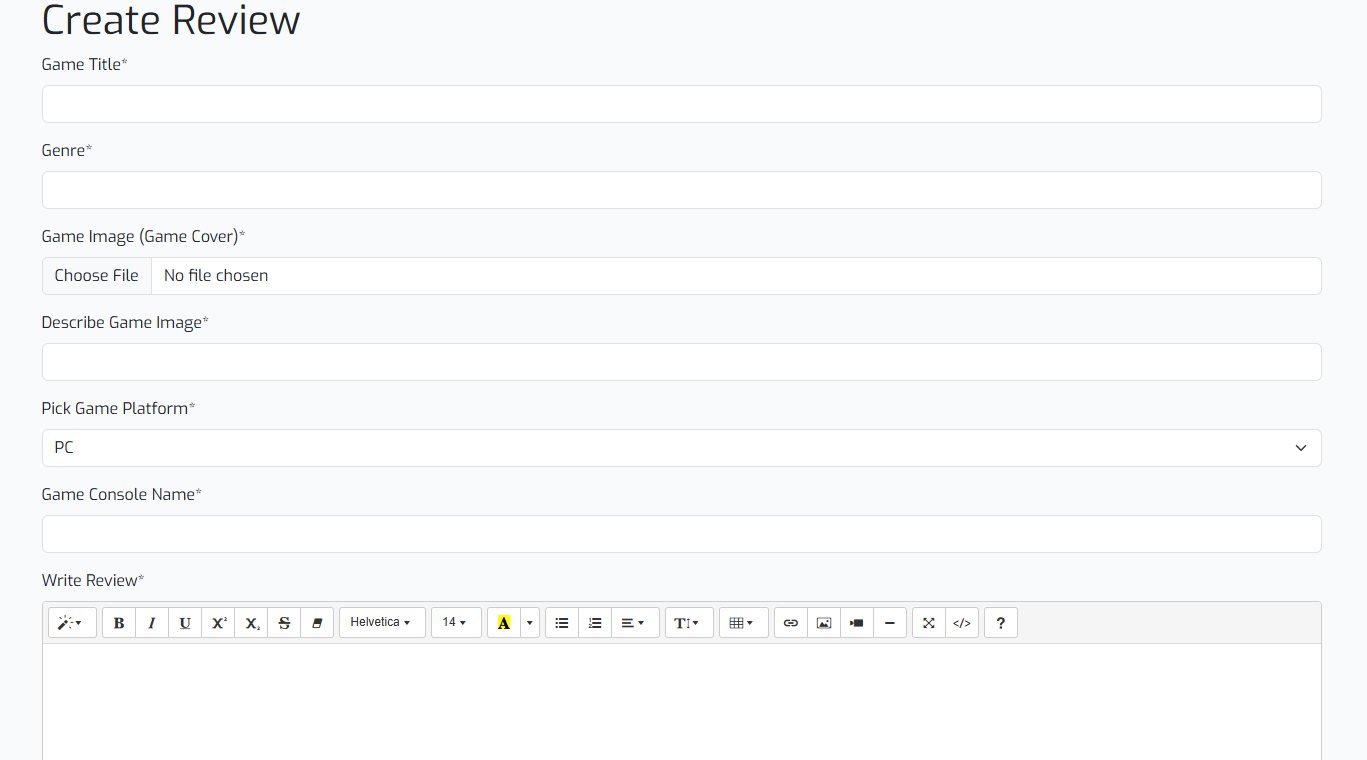 Create Review
Game Title*
Genre*
Game Image (Game Cover)*
Choose File No file chosen
Describe Game Image*
Pick Game Platform*
PC
Game Console Name*
Write Review*
B I U X² X₂ S Helvetica 14 A TI </> ?